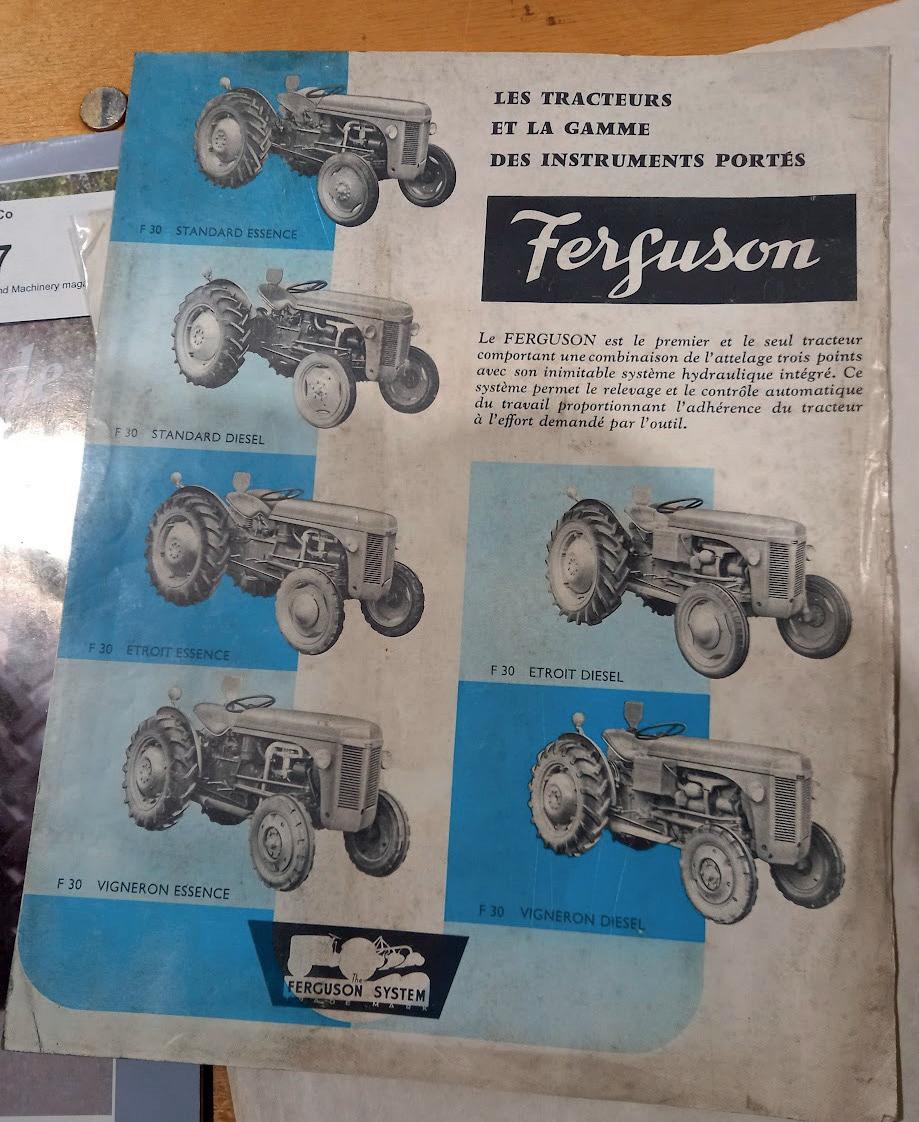 Co
7
nd Machinery maga
LES TRACTEURS
ET LA GAMME
DES INSTRUMENTS PORTÉS
Ferguson
Le FERGUSON est le premier et le seul tracteur
comportant une combinaison de l'attelage trois points
avec son inimitable système hydraulique intégré. Ce
système permet le relevage et le contrôle automatique
du travail proportionnant l'adhérence du tracteur
à l'effort demandé par l'outil.
F 30 STANDARD ESSENCE
F 30 STANDARD DIESEL
F 30 ETROIT ESSENCE
F 30 ETROIT DIESEL
F 30 VIGNERON ESSENCE
F 30 VIGNERON DIESEL
The
FERGUSON SYSTEM
TRADE MARK